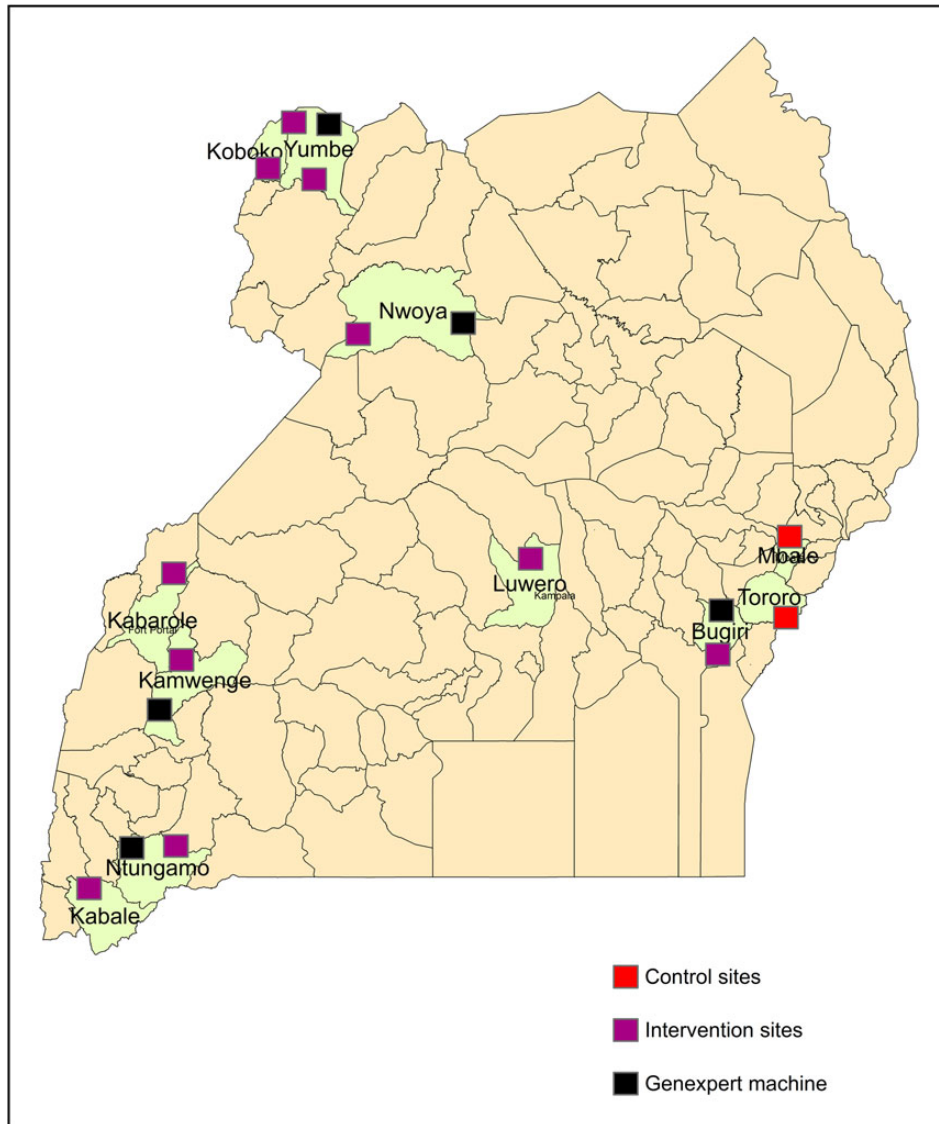 Koboko
Yumbe
Nwoya
Mbale
Luwero
Kampala
Tororo
Bugiri
Kabarole
Fort Portal
Kamwenge
Ntungamo
Kabale
Control sites
Intervention sites
Genexpert machine